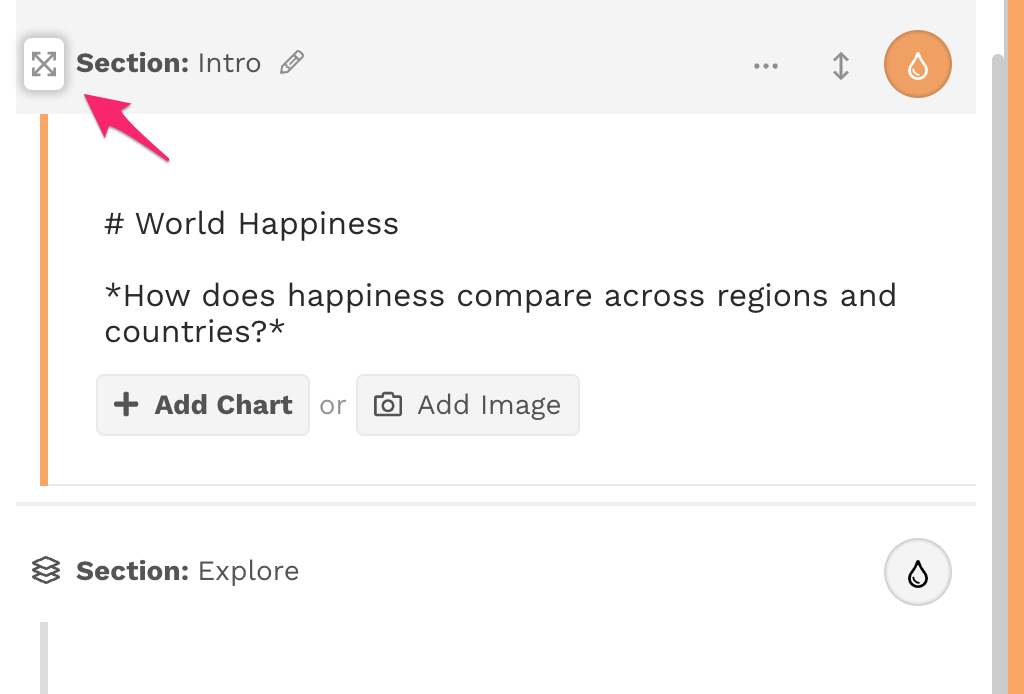 Section: Intro
# World Happiness
*How does happiness compare across regions and
countries?*
Add Chart or Add Image
Section: Explore